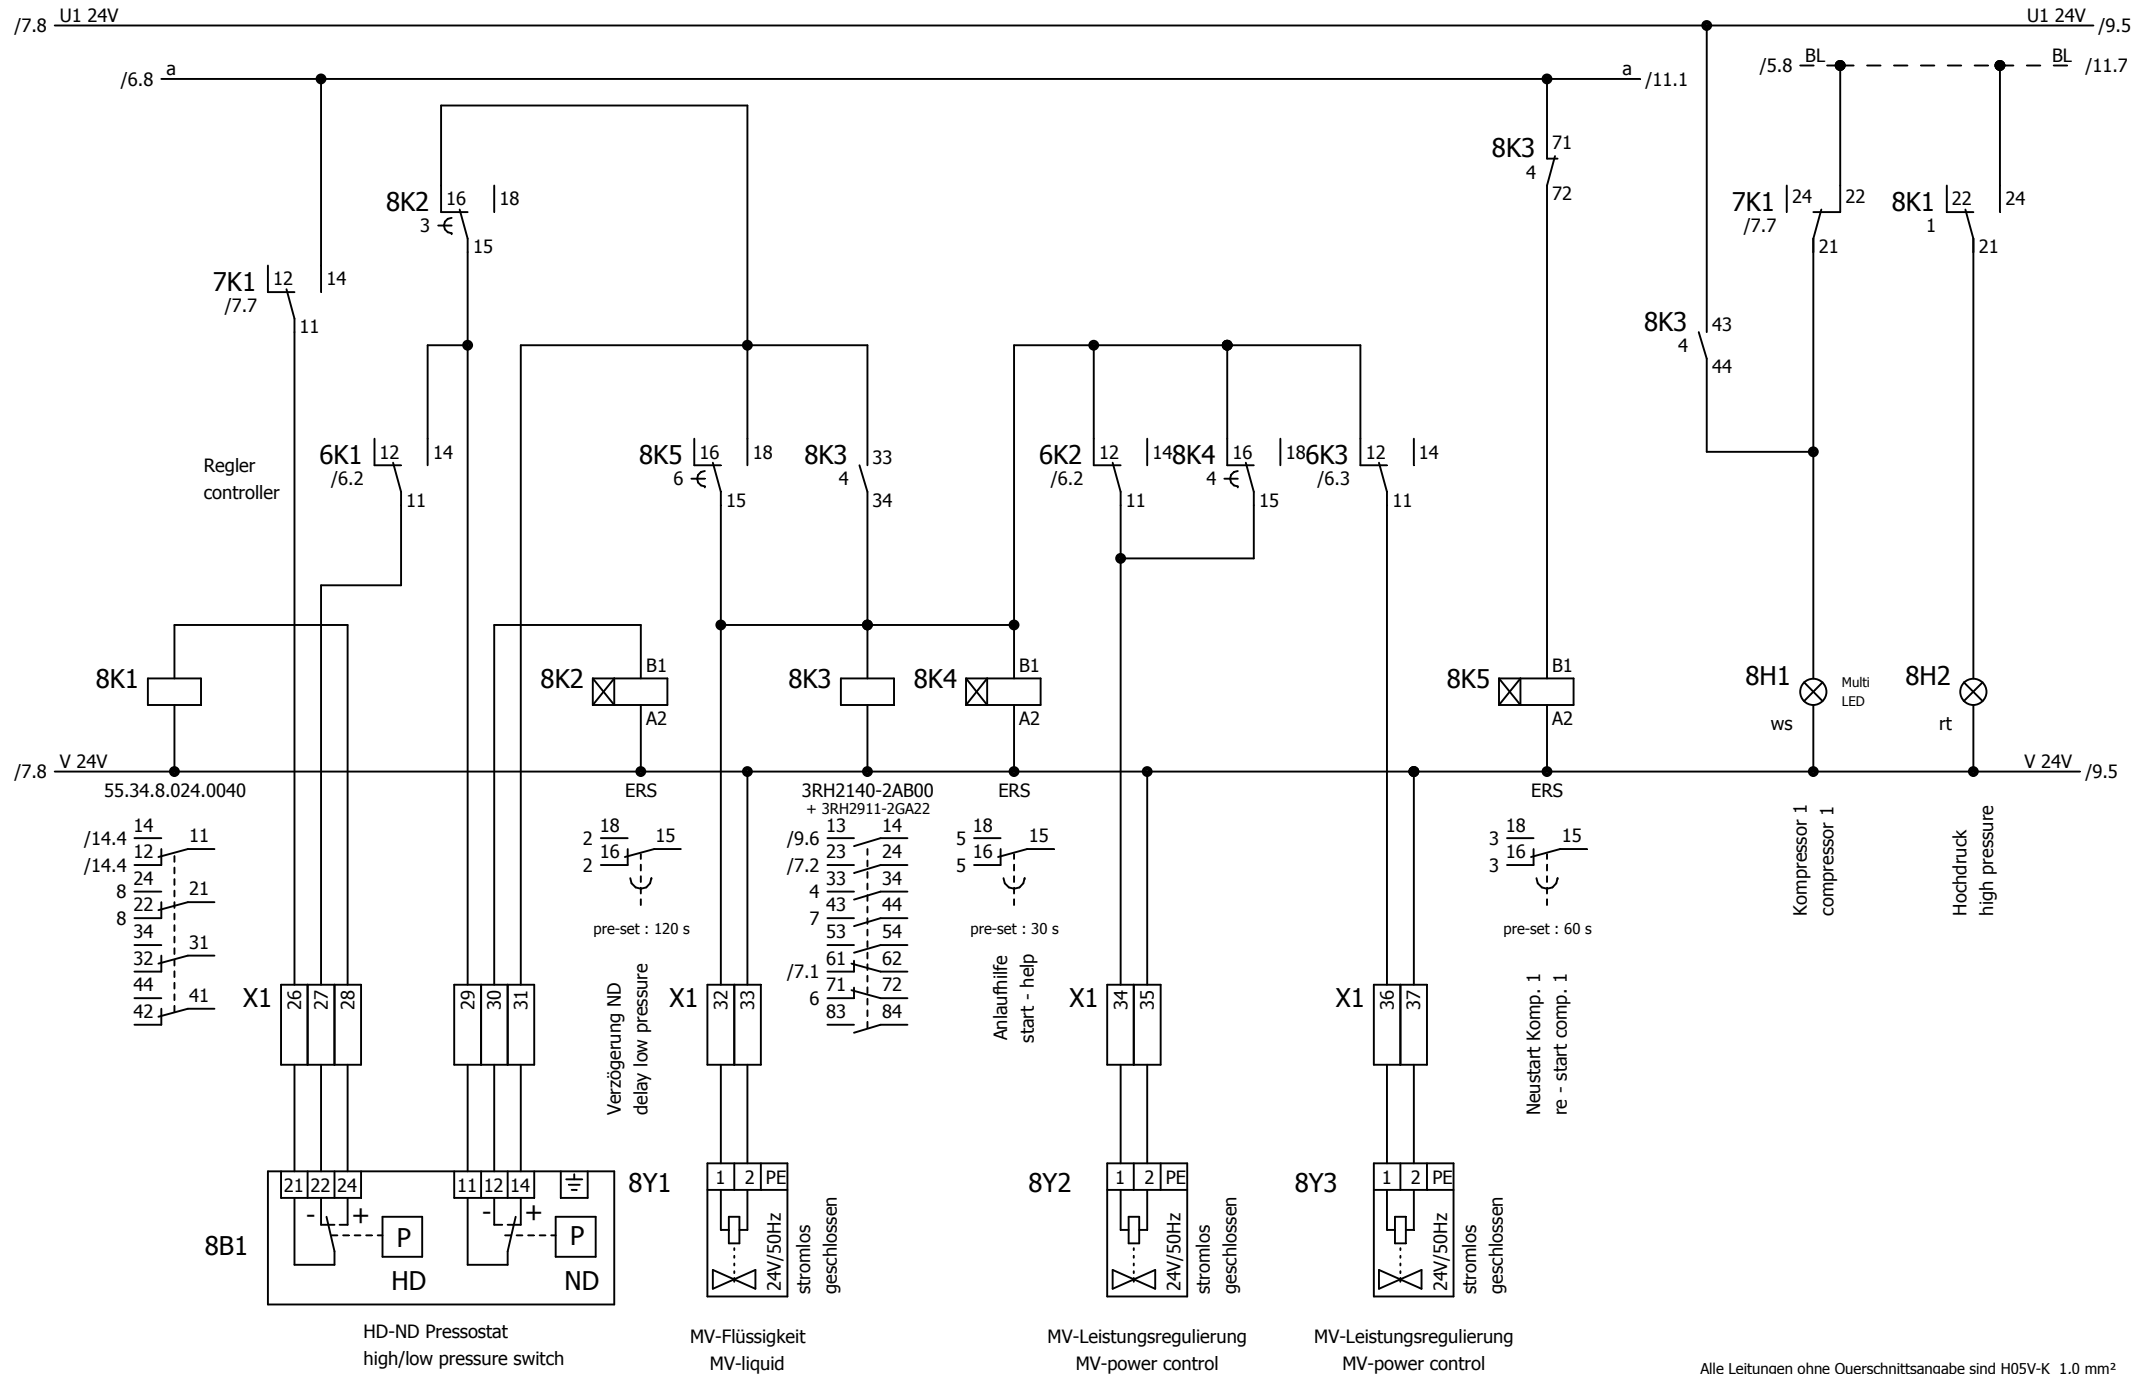 /7.8 U1 24V U1 24V /9.5
/6.8 a a /11.1
/5.8 BL BL /11.7
8K3 71
4
72
8K2 16 18
3
15
7K1 24 22
/7.7
21
8K1 22 24
1
21
7K1 12 14
/7.7
11
8K3 43
4
44
Regler
controller
6K1 12 14
/6.2
11
8K5 16 18
6
15
8K3 33
4
34
6K2 12 14
/6.2
11
8K4 16 18
4
15
6K3 12 14
/6.3
11
8K1
8K2 B1
A2
8K3
8K4 B1
A2
8K5 B1
A2
8H1 Multi
LED
ws
8H2
rt
/7.8 V 24V V 24V /9.5
55.34.8.024.0040
/14.4 14 11
/14.4 12
8 24 21
8 22
34 31
32
44 41
42
ERS
2 18 15
2 16
pre-set : 120 s
Verzögerung ND
delay low pressure
3RH2140-2AB00
+ 3RH2911-2GA22
/9.6 13 14
/7.2 23 24
4 33 34
7 43 44
53 54
/7.1 61 62
6 71 72
83 84
ERS
5 18 15
5 16
pre-set : 30 s
Anlaufhilfe
start - help
ERS
3 18 15
3 16
pre-set : 60 s
Neustart Komp. 1
re - start comp. 1
Kompressor 1
compressor 1
Hochdruck
high pressure
X1 26 27 28 29 30 31
X1 32 33
X1 34 35
X1 36 37
8B1 21 22 24 11 12 14
- +
P
HD
- +
P
ND
8Y1 1 2 PE
24V/50Hz
stromlos
geschlossen
8Y2 1 2 PE
24V/50Hz
stromlos
geschlossen
8Y3 1 2 PE
24V/50Hz
stromlos
geschlossen
HD-ND Pressostat
high/low pressure switch
MV-Flüssigkeit
MV-liquid
MV-Leistungsregulierung
MV-power control
MV-Leistungsregulierung
MV-power control
Alle Leitungen ohne Querschnittsangabe sind H05V-K 1,0 mm²